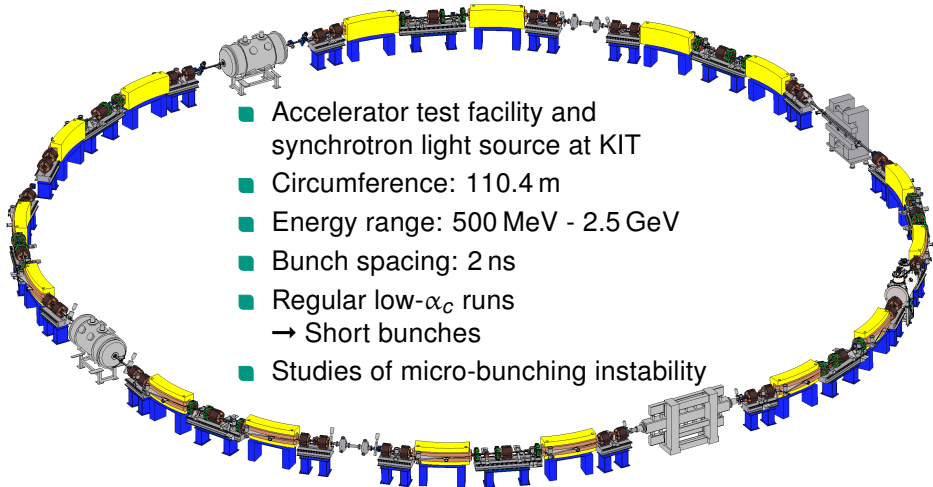 Accelerator test facility and
synchrotron light source at KIT
Circumference: 110.4 m
Energy range: 500 MeV - 2.5 GeV
Bunch spacing: 2 ns
Regular low-α_c runs
→ Short bunches
Studies of micro-bunching instability